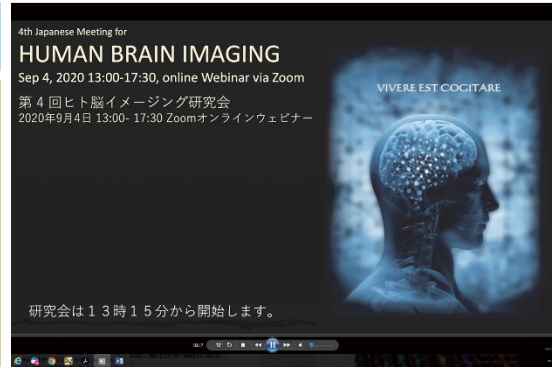 4th Japanese Meeting for
HUMAN BRAIN IMAGING
Sep 4, 2020 13:00-17:30, online Webinar via Zoom
第 4 回ヒト脳イメージング研究会
2020年9月4日 13:00- 17:30 Zoomオンラインウェビナー
VIVERE EST COGITARE
研究会は１３時１５分から開始します。